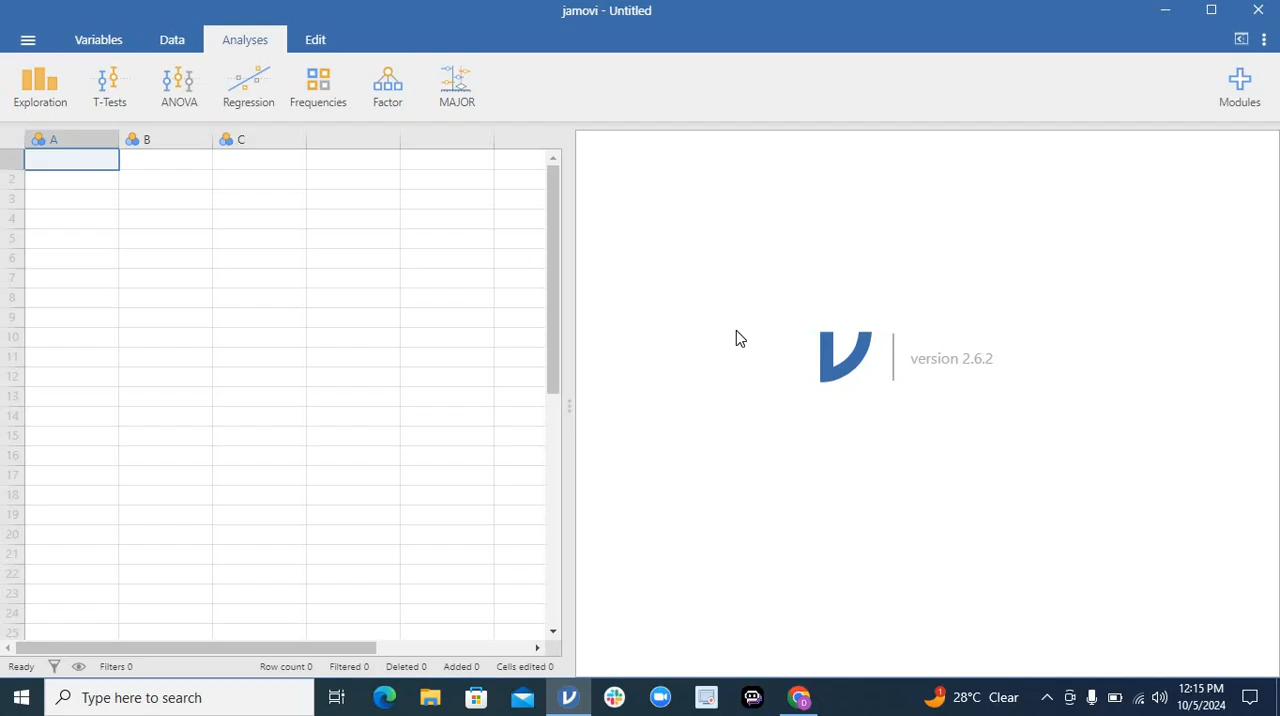 jamovi - Untitled
Variables Data Analyses Edit
Exploration T-Tests ANOVA Regression Frequencies Factor MAJOR Modules
A B C
2
3
4
5
6
7
8
9
10
11
12
13
14
15
16
17
18
19
20
21
22
23
24
25
version 2.6.2
Ready Filters 0 Row count 0 Filtered 0 Deleted 0 Added 0 Cells edited 0
Type here to search
1
28°C Clear
D
12:15 PM
10/5/2024